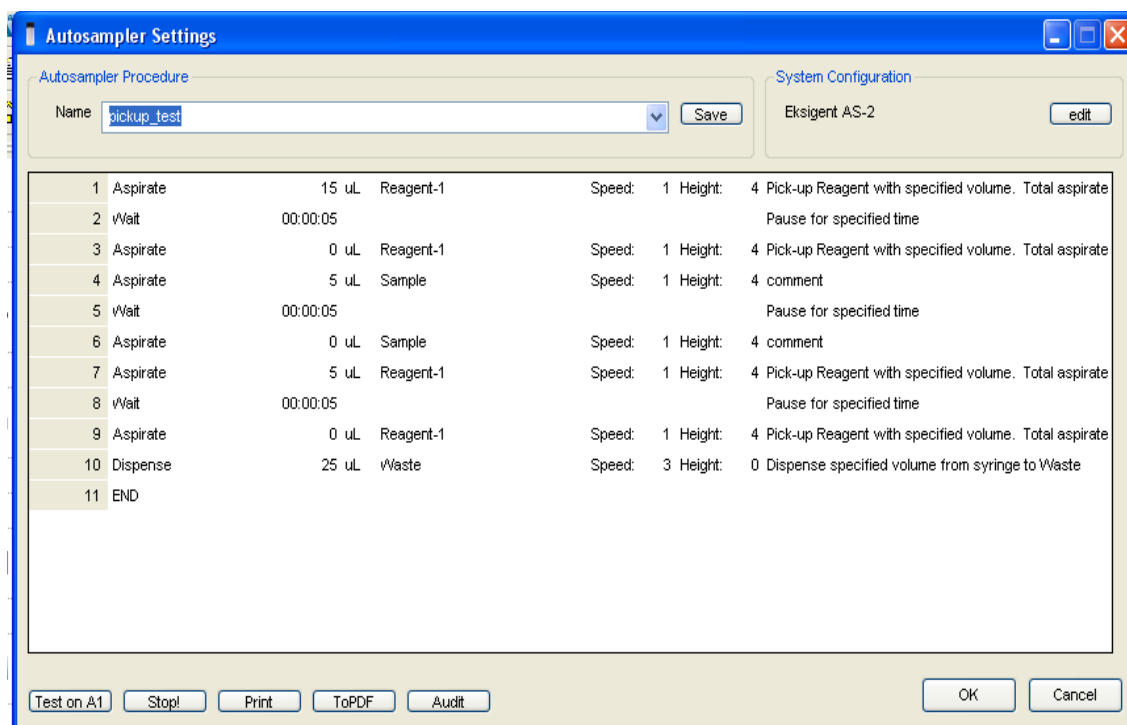 Autosampler Settings
Autosampler Procedure
System Configuration
Name pickup_test Save
Eksigent AS-2 edit
1 Aspirate 15 uL Reagent-1 Speed: 1 Height: 4 Pick-up Reagent with specified volume. Total aspirate
2 Wait 00:00:05 Pause for specified time
3 Aspirate 0 uL Reagent-1 Speed: 1 Height: 4 Pick-up Reagent with specified volume. Total aspirate
4 Aspirate 5 uL Sample Speed: 1 Height: 4 comment
5 Wait 00:00:05 Pause for specified time
6 Aspirate 0 uL Sample Speed: 1 Height: 4 comment
7 Aspirate 5 uL Reagent-1 Speed: 1 Height: 4 Pick-up Reagent with specified volume. Total aspirate
8 Wait 00:00:05 Pause for specified time
9 Aspirate 0 uL Reagent-1 Speed: 1 Height: 4 Pick-up Reagent with specified volume. Total aspirate
10 Dispense 25 uL Waste Speed: 3 Height: 0 Dispense specified volume from syringe to Waste
11 END
Test on A1 Stop! Print ToPDF Audit OK Cancel